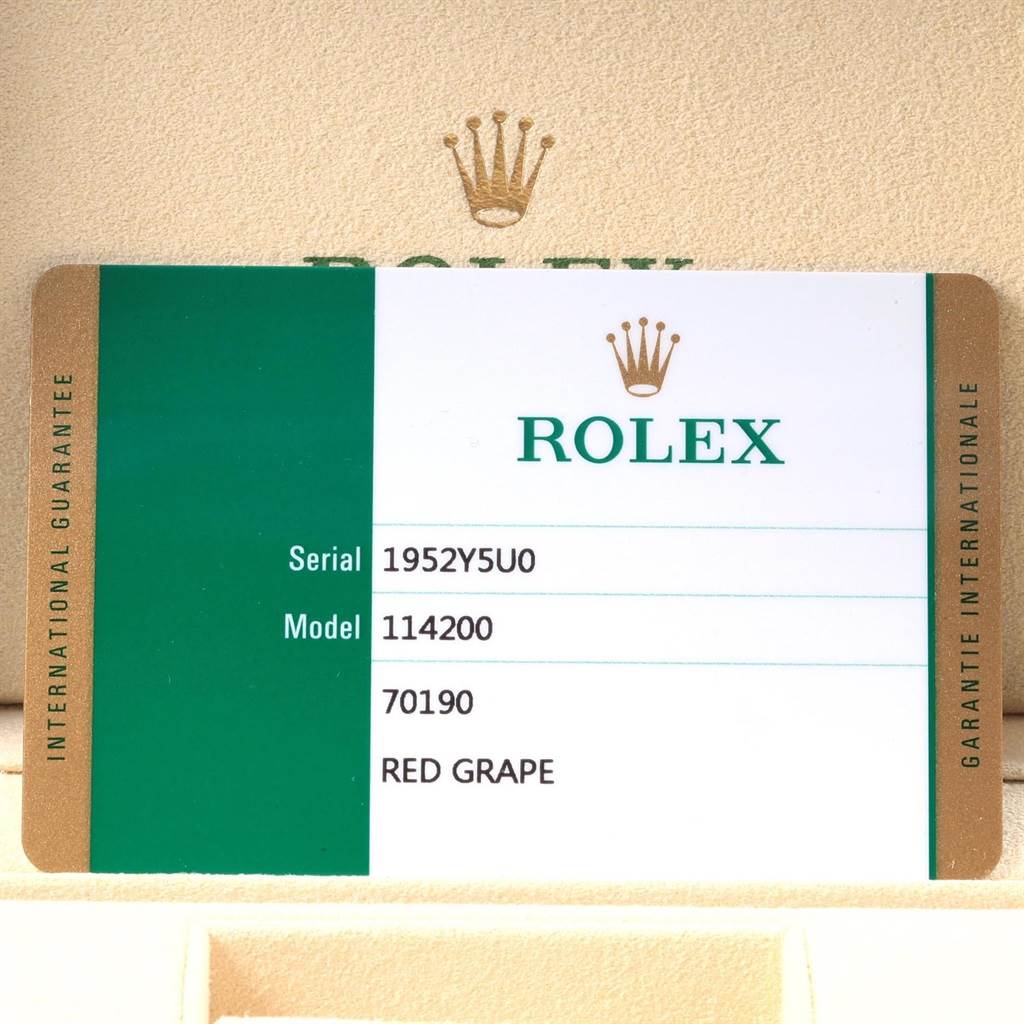 ROLEX
ROLEX
INTERNATIONAL GUARANTEE
Serial 1952Y5U0
Model 114200
70190
RED GRAPE
GARANTIE INTERNATIONALE